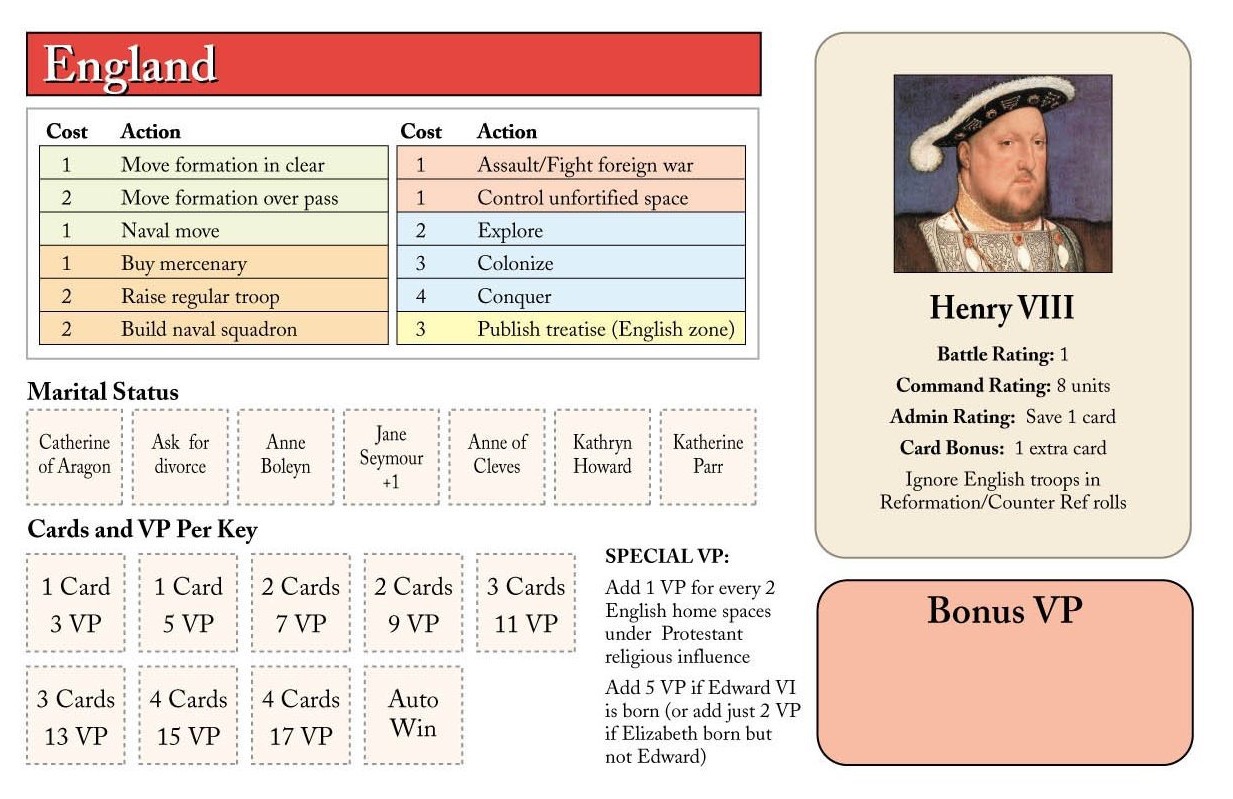 England
Cost Action Cost Action
1 Move formation in clear 1 Assault/Fight foreign war
2 Move formation over pass 1 Control unfortified space
1 Naval move 2 Explore
1 Buy mercenary 3 Colonize
2 Raise regular troop 4 Conquer
2 Build naval squadron 3 Publish treatise (English zone)
Marital Status
Catherine
of Aragon
Ask for
divorce
Anne
Boleyn
Jane
Seymour
+1
Anne of
Cleves
Kathryn
Howard
Katherine
Parr
Cards and VP Per Key
1 Card
3 VP
1 Card
5 VP
2 Cards
7 VP
2 Cards
9 VP
3 Cards
11 VP
3 Cards
13 VP
4 Cards
15 VP
4 Cards
17 VP
Auto
Win
SPECIAL VP:
Add 1 VP for every 2
English home spaces
under Protestant
religious influence
Add 5 VP if Edward VI
is born (or add just 2 VP
if Elizabeth born but
not Edward)
Henry VIII
Battle Rating: 1
Command Rating: 8 units
Admin Rating: Save 1 card
Card Bonus: 1 extra card
Ignore English troops in
Reformation/Counter Ref rolls
Bonus VP